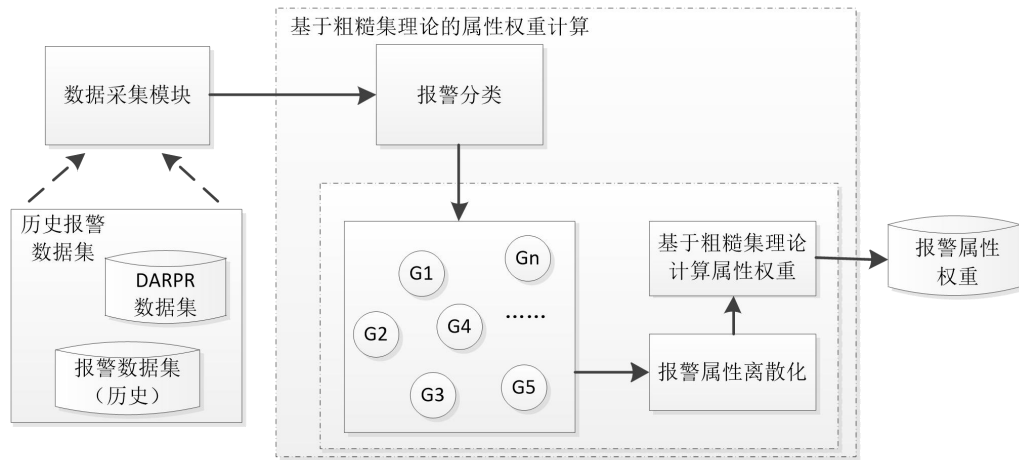 基于粗糙集理论的属性权重计算
数据采集模块
报警分类
历史报警
数据集
DARPR
数据集
报警数据集
（历史）
G1
Gn
G2
G4
……
G3
G5
基于粗糙集理论
计算属性权重
报警属性离散化
报警属性
权重